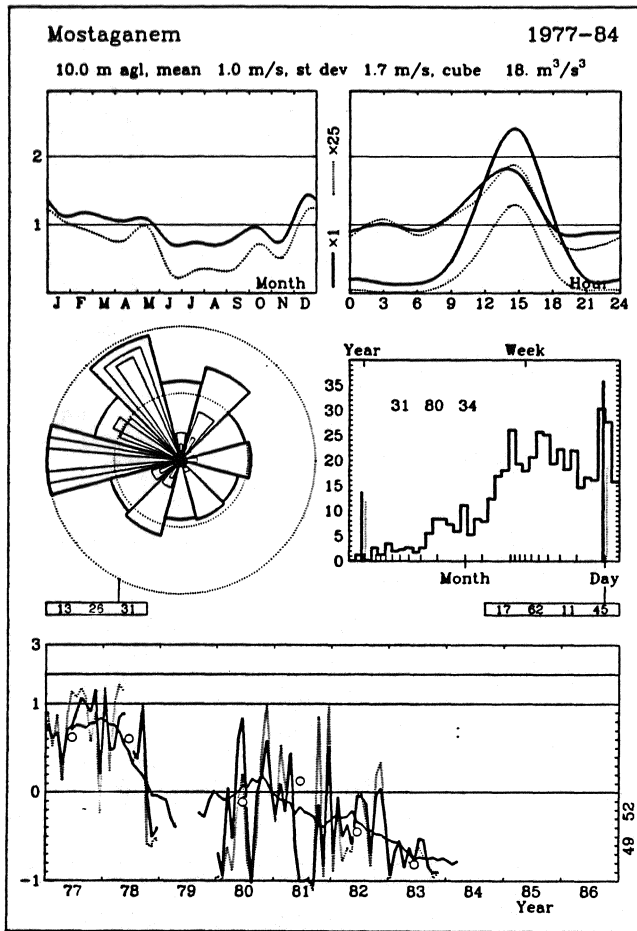 Mostaganem 1977-84
10.0 m agl, mean 1.0 m/s, st dev 1.7 m/s, cube 18. m³/s³
2
1
×1 ×25
Month
Hour
J F M A M J J A S O N D
0 3 6 9 12 15 18 21 24
Year Week
35
30
25
20
15
10
5
0
31 80 34
Month Day
13 26 31
17 62 11 45
3
1
0
-1
49 52
77 78 79 80 81 82 83 84 85 86
Year